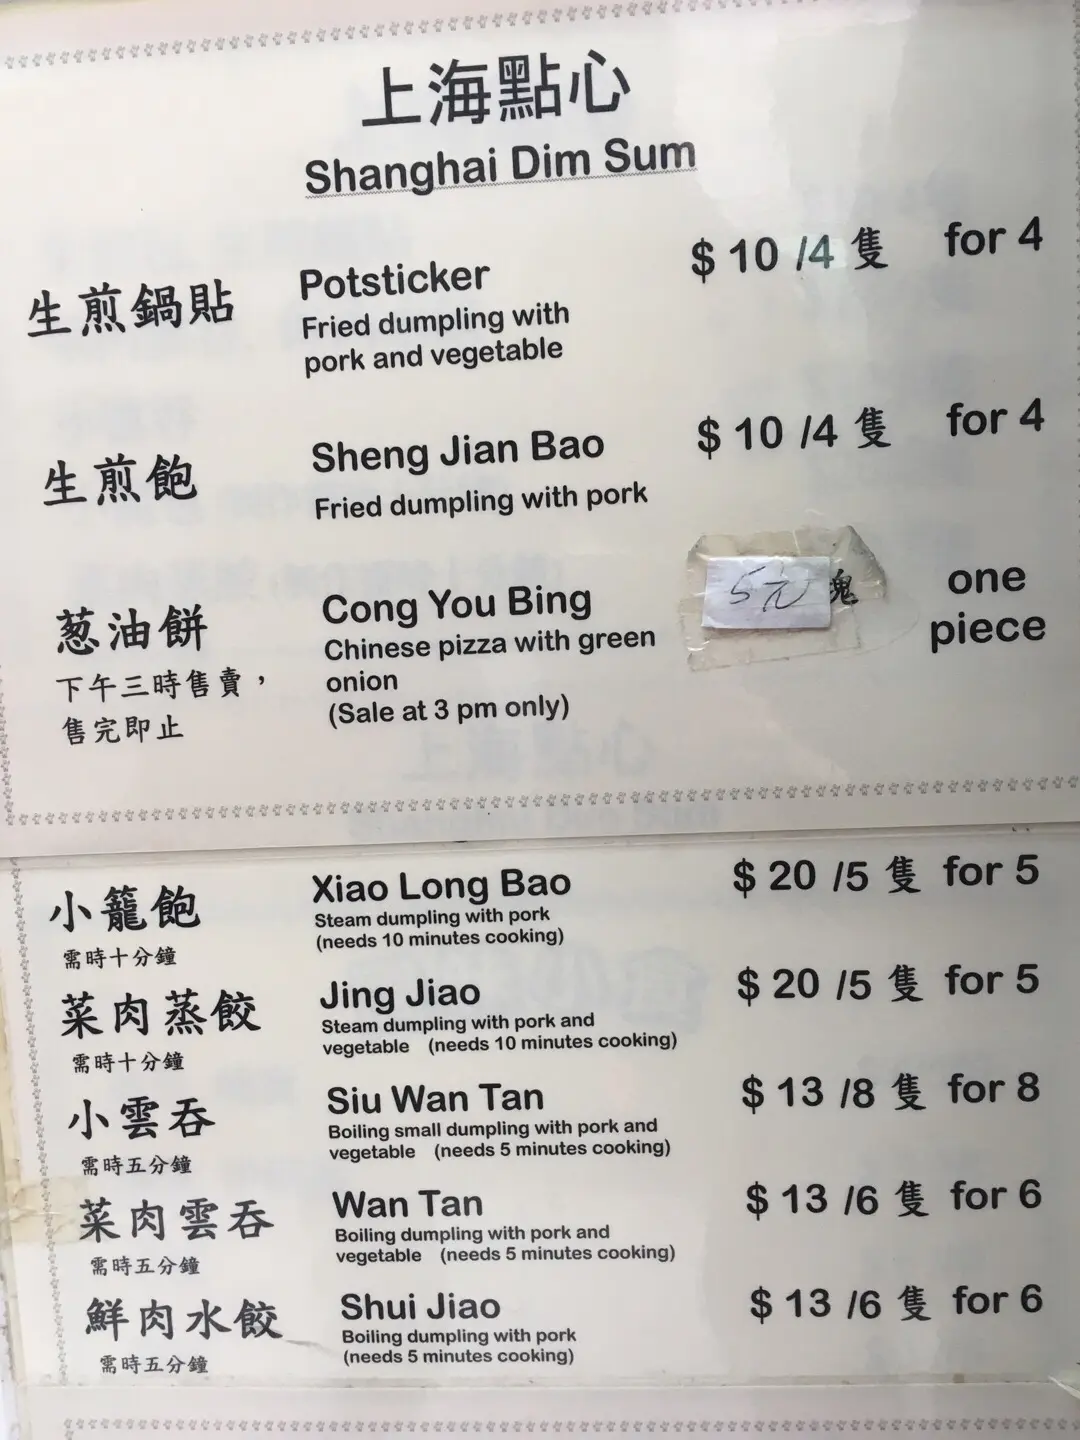 上海點心
Shanghai Dim Sum
生煎鍋貼 Potsticker $ 10 /4 隻 for 4
Fried dumpling with
pork and vegetable
生煎飽 Sheng Jian Bao $ 10 /4 隻 for 4
Fried dumpling with pork
葱油餅 Cong You Bing 5元 one
piece
Chinese pizza with green
onion
(Sale at 3 pm only)
下午三時售賣，
售完即止
小籠飽 Xiao Long Bao $ 20 /5 隻 for 5
Steam dumpling with pork
(needs 10 minutes cooking)
需時十分鐘
菜肉蒸餃 Jing Jiao $ 20 /5 隻 for 5
Steam dumpling with pork and
vegetable (needs 10 minutes cooking)
需時十分鐘
小雲吞 Siu Wan Tan $ 13 /8 隻 for 8
Boiling small dumpling with pork and
vegetable (needs 5 minutes cooking)
需時五分鐘
菜肉雲吞 Wan Tan $ 13 /6 隻 for 6
Boiling dumpling with pork and
vegetable (needs 5 minutes cooking)
需時五分鐘
鮮肉水餃 Shui Jiao $ 13 /6 隻 for 6
Boiling dumpling with pork
(needs 5 minutes cooking)
需時五分鐘